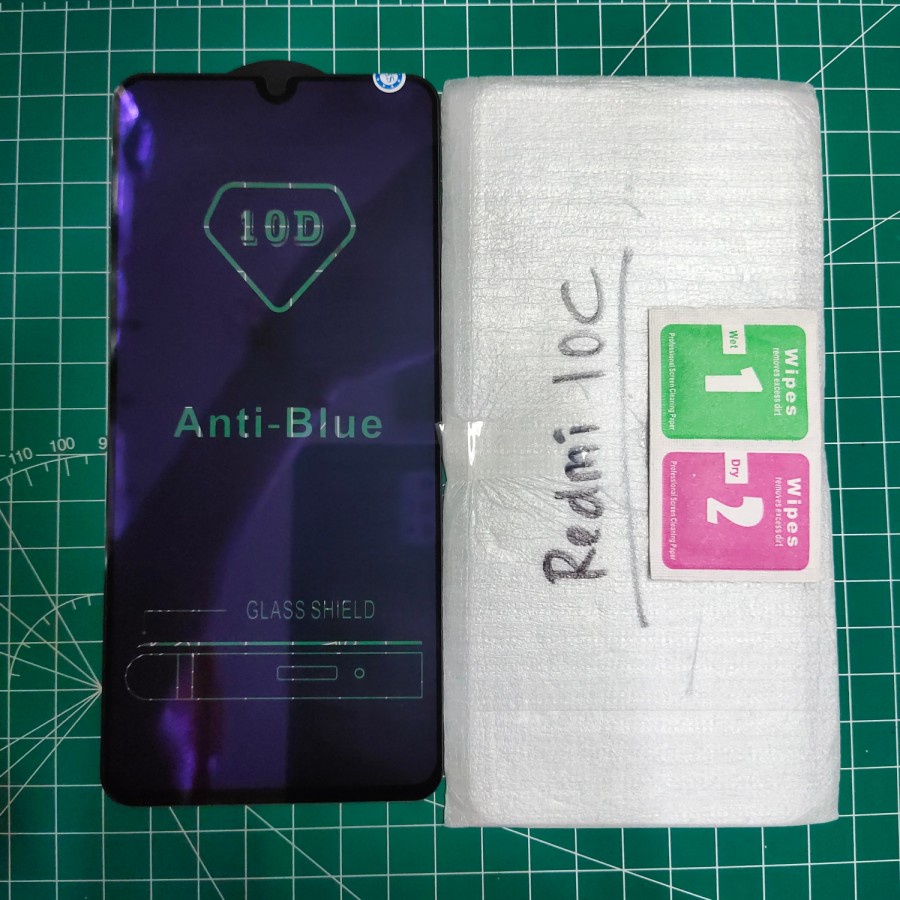 10D
Anti-Blue
GLASS SHIELD
Redmi 10C
Wet
1
Wipes
removes excess dirt
Professional Screen Cleaning Paper
Dry
2
Wipes
removes excess dirt
Professional Screen Cleaning Paper
110
100
9